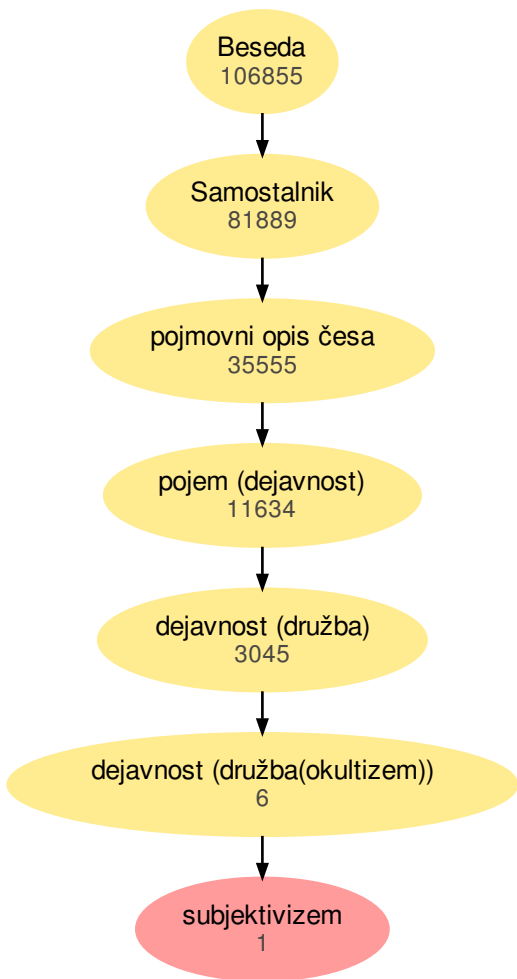 Beseda
106855
Samostalnik
81889
pojmovni opis česa
35555
pojem (dejavnost)
11634
dejavnost (družba)
3045
dejavnost (družba(okultizem))
6
subjektivizem
1